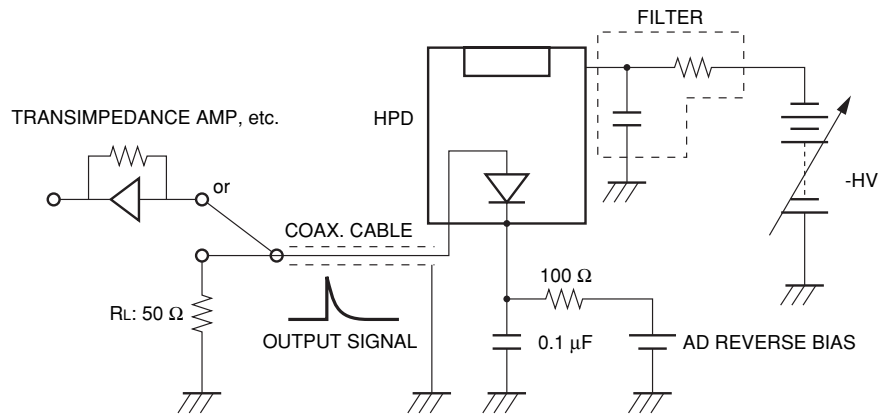 FILTER
TRANSIMPEDANCE AMP, etc.
HPD
or
-HV
COAX. CABLE
100 Ω
RL: 50 Ω
OUTPUT SIGNAL
0.1 μF
AD REVERSE BIAS